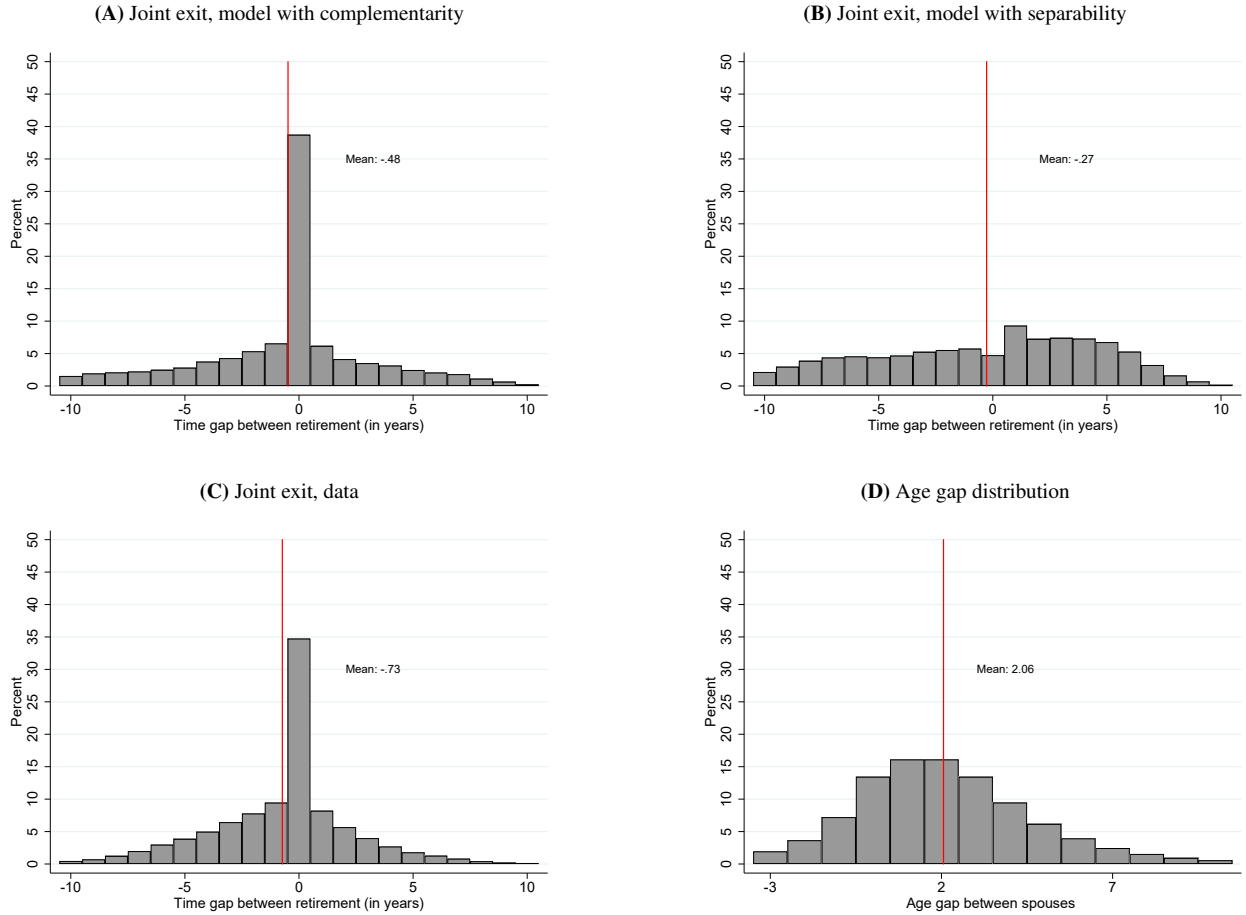 (A) Joint exit, model with complementarity
50
45
40
35
30
25
20
15
10
5
0
Percent
Mean: -.48
-10 -5 0 5 10
Time gap between retirement (in years)
(B) Joint exit, model with separability
50
45
40
35
30
25
20
15
10
5
0
Percent
Mean: -.27
-10 -5 0 5 10
Time gap between retirement (in years)
(C) Joint exit, data
50
45
40
35
30
25
20
15
10
5
0
Percent
Mean: -.73
-10 -5 0 5 10
Time gap between retirement (in years)
(D) Age gap distribution
50
45
40
35
30
25
20
15
10
5
0
Percent
Mean: 2.06
-3 2 7
Age gap between spouses